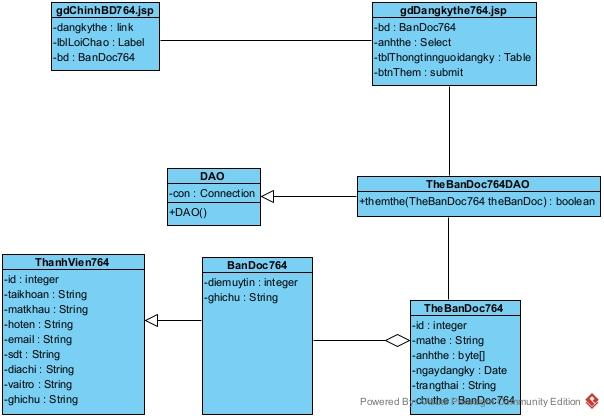 gdChinhBD764.jsp
-dangkythe : link
-lblLoiChao : Label
-bd : BanDoc764
gdDangkythe764.jsp
-bd : BanDoc764
-anhthe : Select
-tblThongtinnguoidangky : Table
-btnThem : submit
DAO
-con : Connection
+DAO()
TheBanDoc764DAO
+themthe(TheBanDoc764 theBanDoc) : boolean
ThanhVien764
-id : integer
-taikhoan : String
-matkhau : String
-hoten : String
-email : String
-sdt : String
-diachi : String
-vaitro : String
-ghichu : String
BanDoc764
-diemuytin : integer
-ghichu : String
TheBanDoc764
-id : integer
-mathe : String
-anhthe : byte[]
-ngaydangky : Date
-trangthai : String
: BanDoc764
Powered By Community Edition